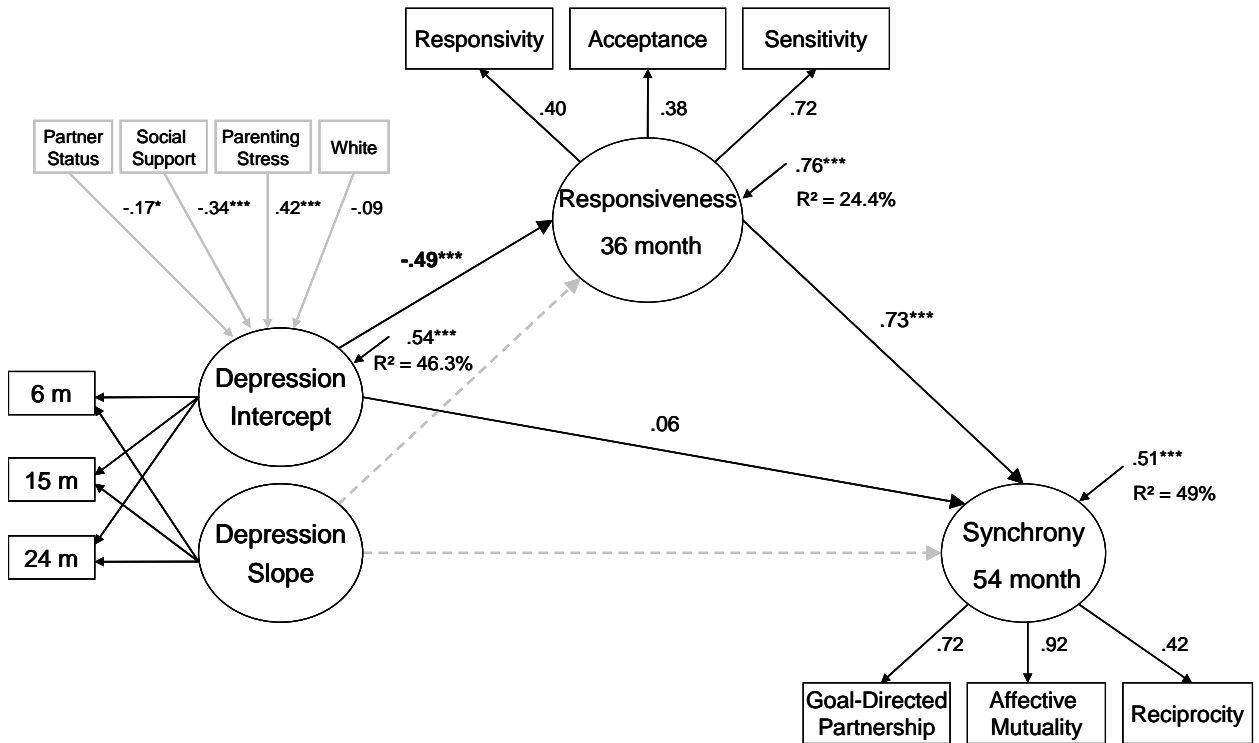 Responsivity
Acceptance
Sensitivity
.40
.38
.72
Partner
Status
Social
Support
Parenting
Stress
White
-.17*
-.34***
.42***
-.09
Responsiveness
36 month
.76***
R² = 24.4%
-.49***
.54***
R² = 46.3%
.73***
Depression
Intercept
6 m
15 m
24 m
.06
Depression
Slope
.51***
R² = 49%
Synchrony
54 month
.72
.92
.42
Goal-Directed
Partnership
Affective
Mutuality
Reciprocity